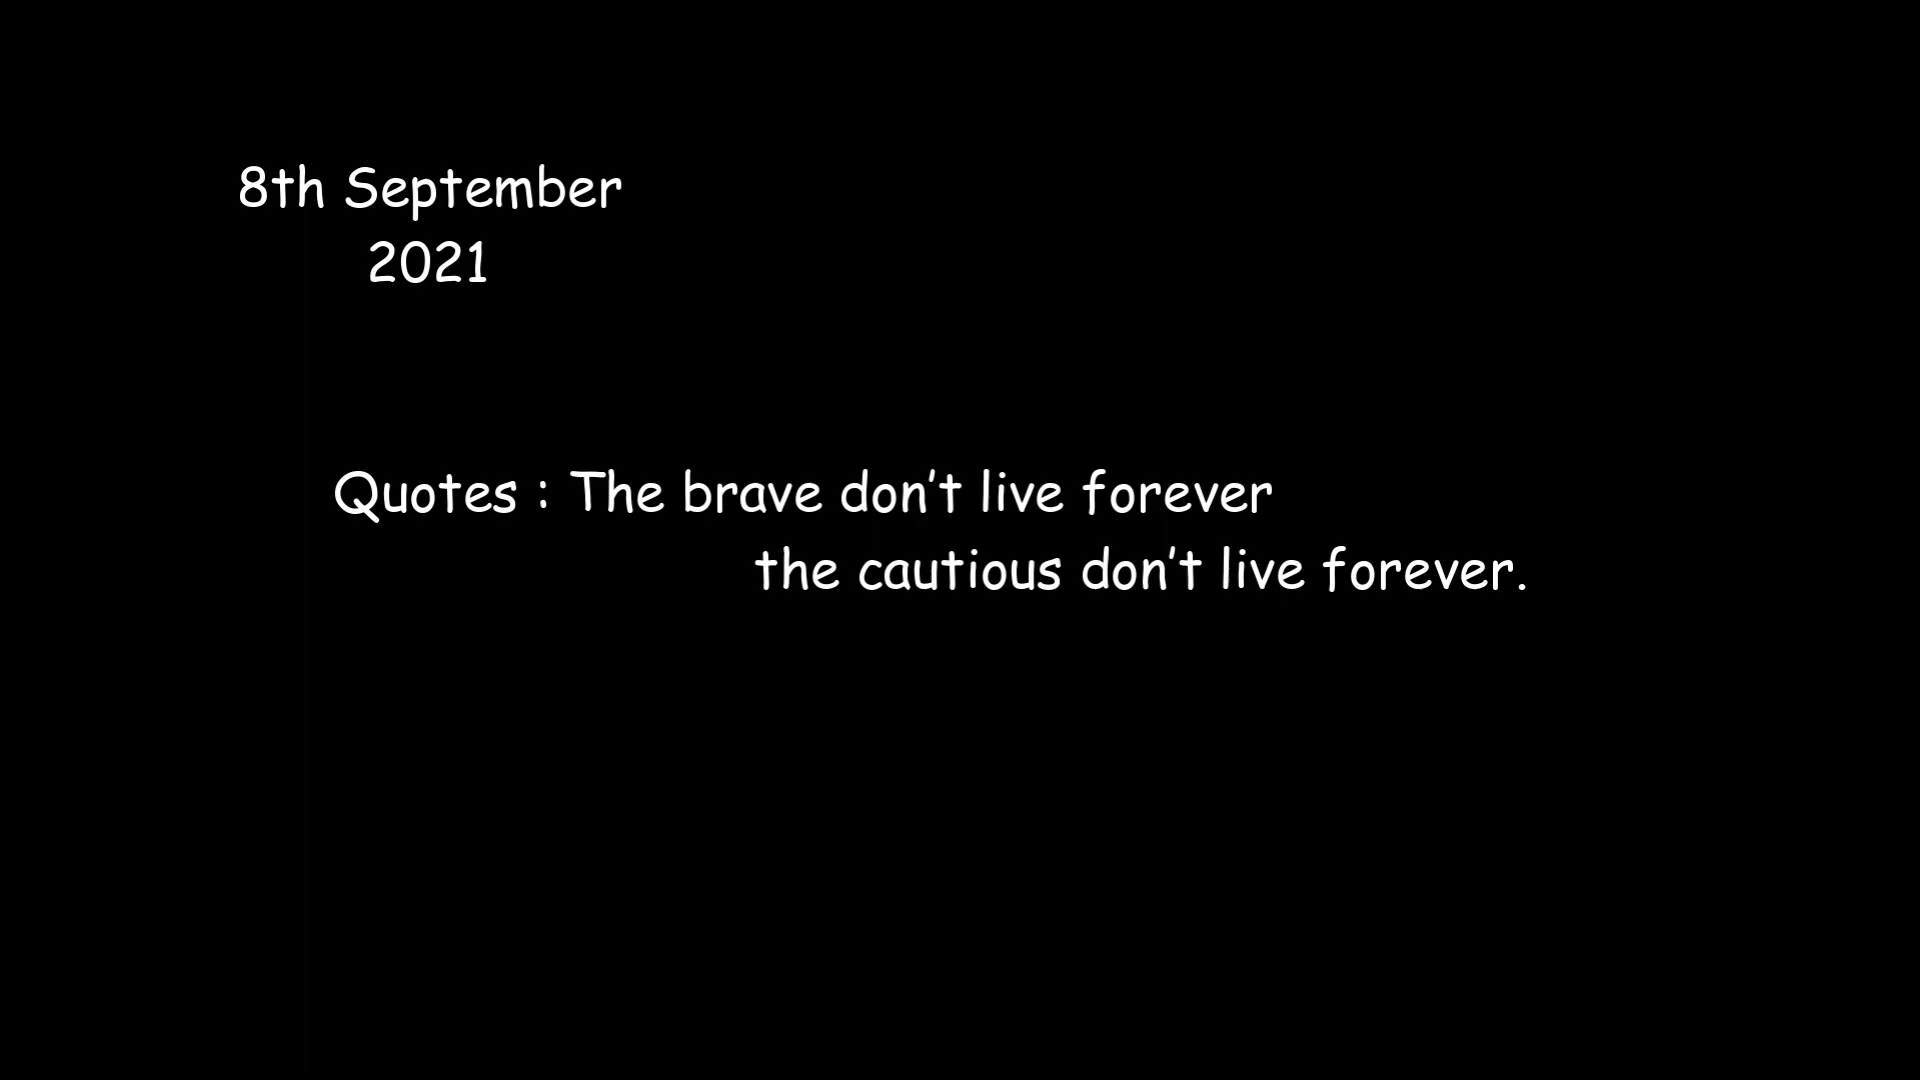 8th September
2021
Quotes : The brave don’t live forever
the cautious don’t live forever.